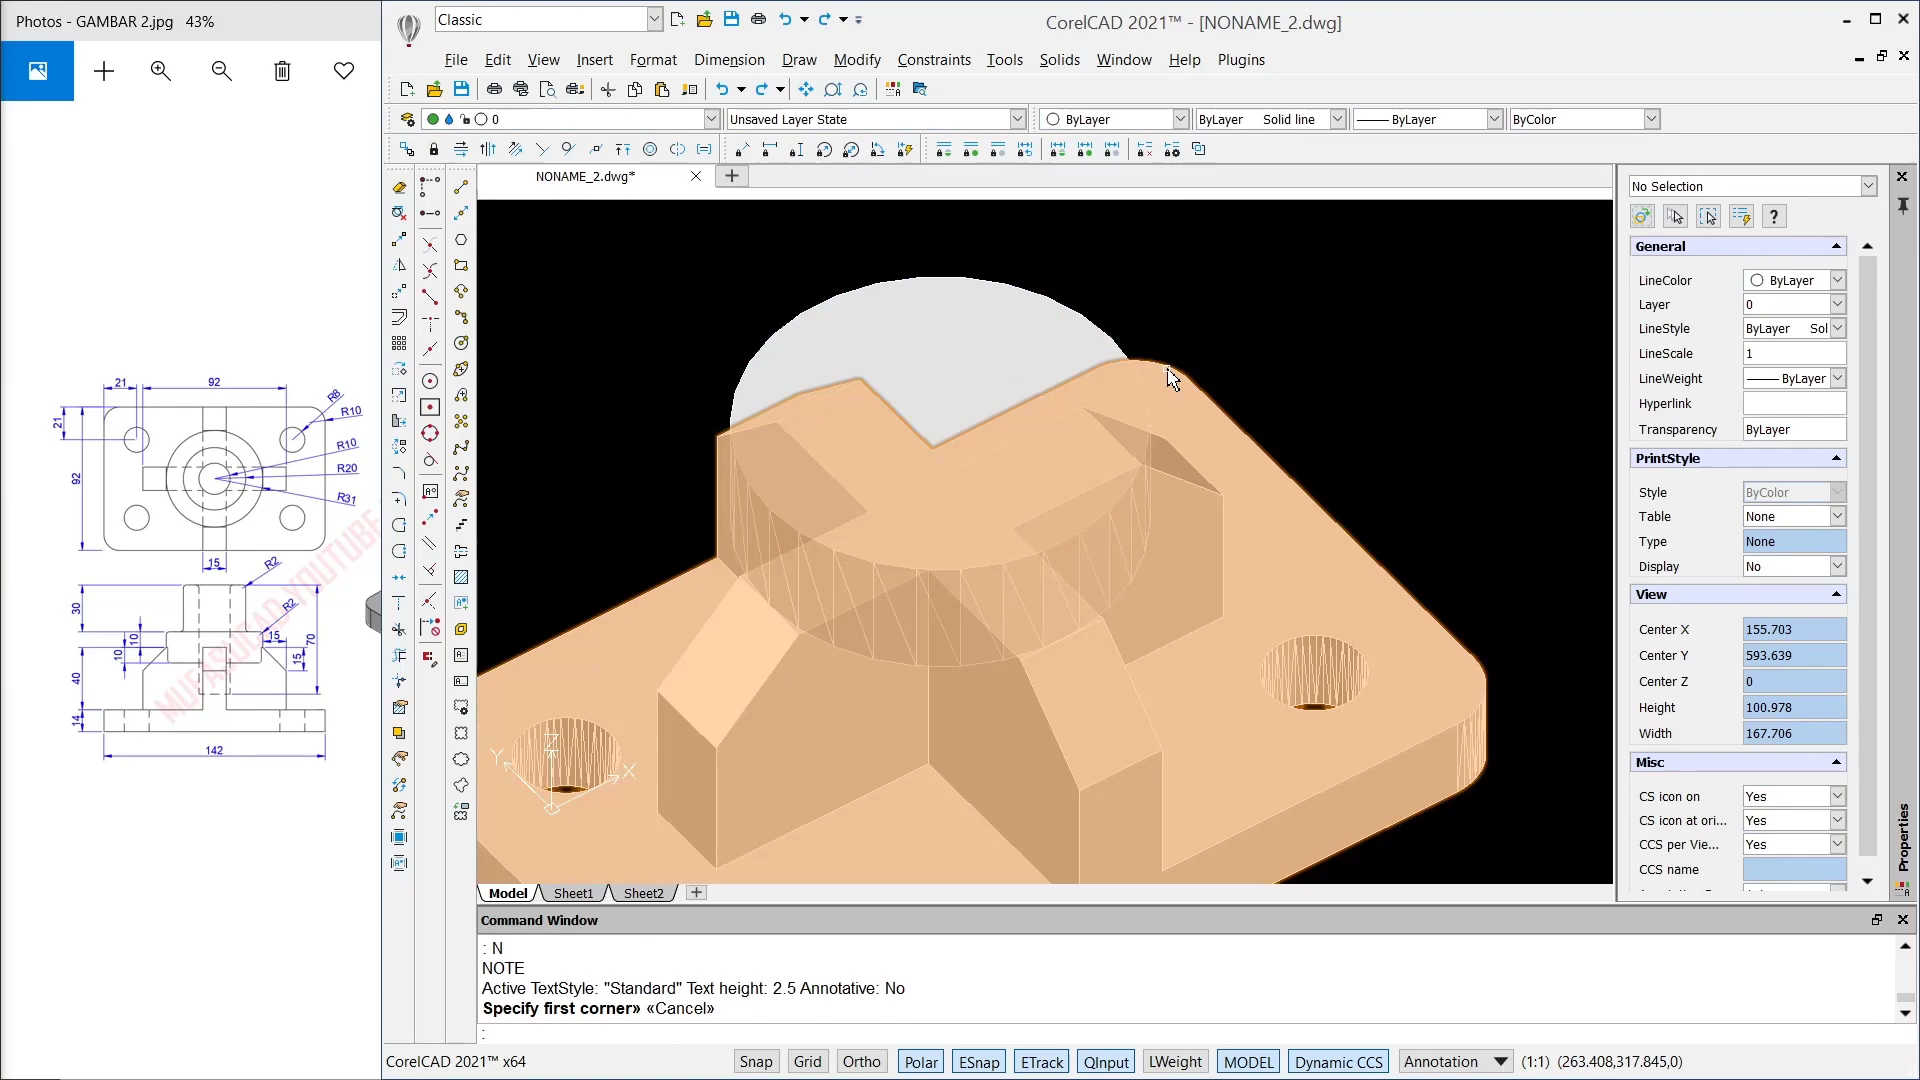 Photos - GAMBAR 2.jpg   43%
Classic
CorelCAD 2021™ - [NONAME_2.dwg]
File Edit View Insert Format Dimension Draw Modify Constraints Tools Solids Window Help Plugins
0
Unsaved Layer State
ByLayer
ByLayer Solid line
ByLayer
ByColor
NONAME_2.dwg*
No Selection
General
LineColor ByLayer
Layer 0
LineStyle ByLayer Sol
LineScale 1
LineWeight ByLayer
Hyperlink
Transparency ByLayer
PrintStyle
Style ByColor
Table None
Type None
Display No
View
Center X 155.703
Center Y 593.639
Center Z 0
Height 100.978
Width 167.706
Misc
CS icon on Yes
CS icon at ori... Yes
CCS per Vie... Yes
CCS name
Properties
21
92
R8
R10
21
92
R10
R20
R31
15
R2
30
R2
10
10
15
15
70
40
14
142
MUFASUCAD YOUTUBE
Y
Z
X
Model Sheet1 Sheet2
Command Window
: N
NOTE
Active TextStyle: "Standard" Text height: 2.5 Annotative: No
Specify first corner» «Cancel»
:
CorelCAD 2021™ x64
Snap Grid Ortho Polar ESnap ETrack QInput LWeight MODEL Dynamic CCS Annotation (1:1) (263.408,317.845,0)